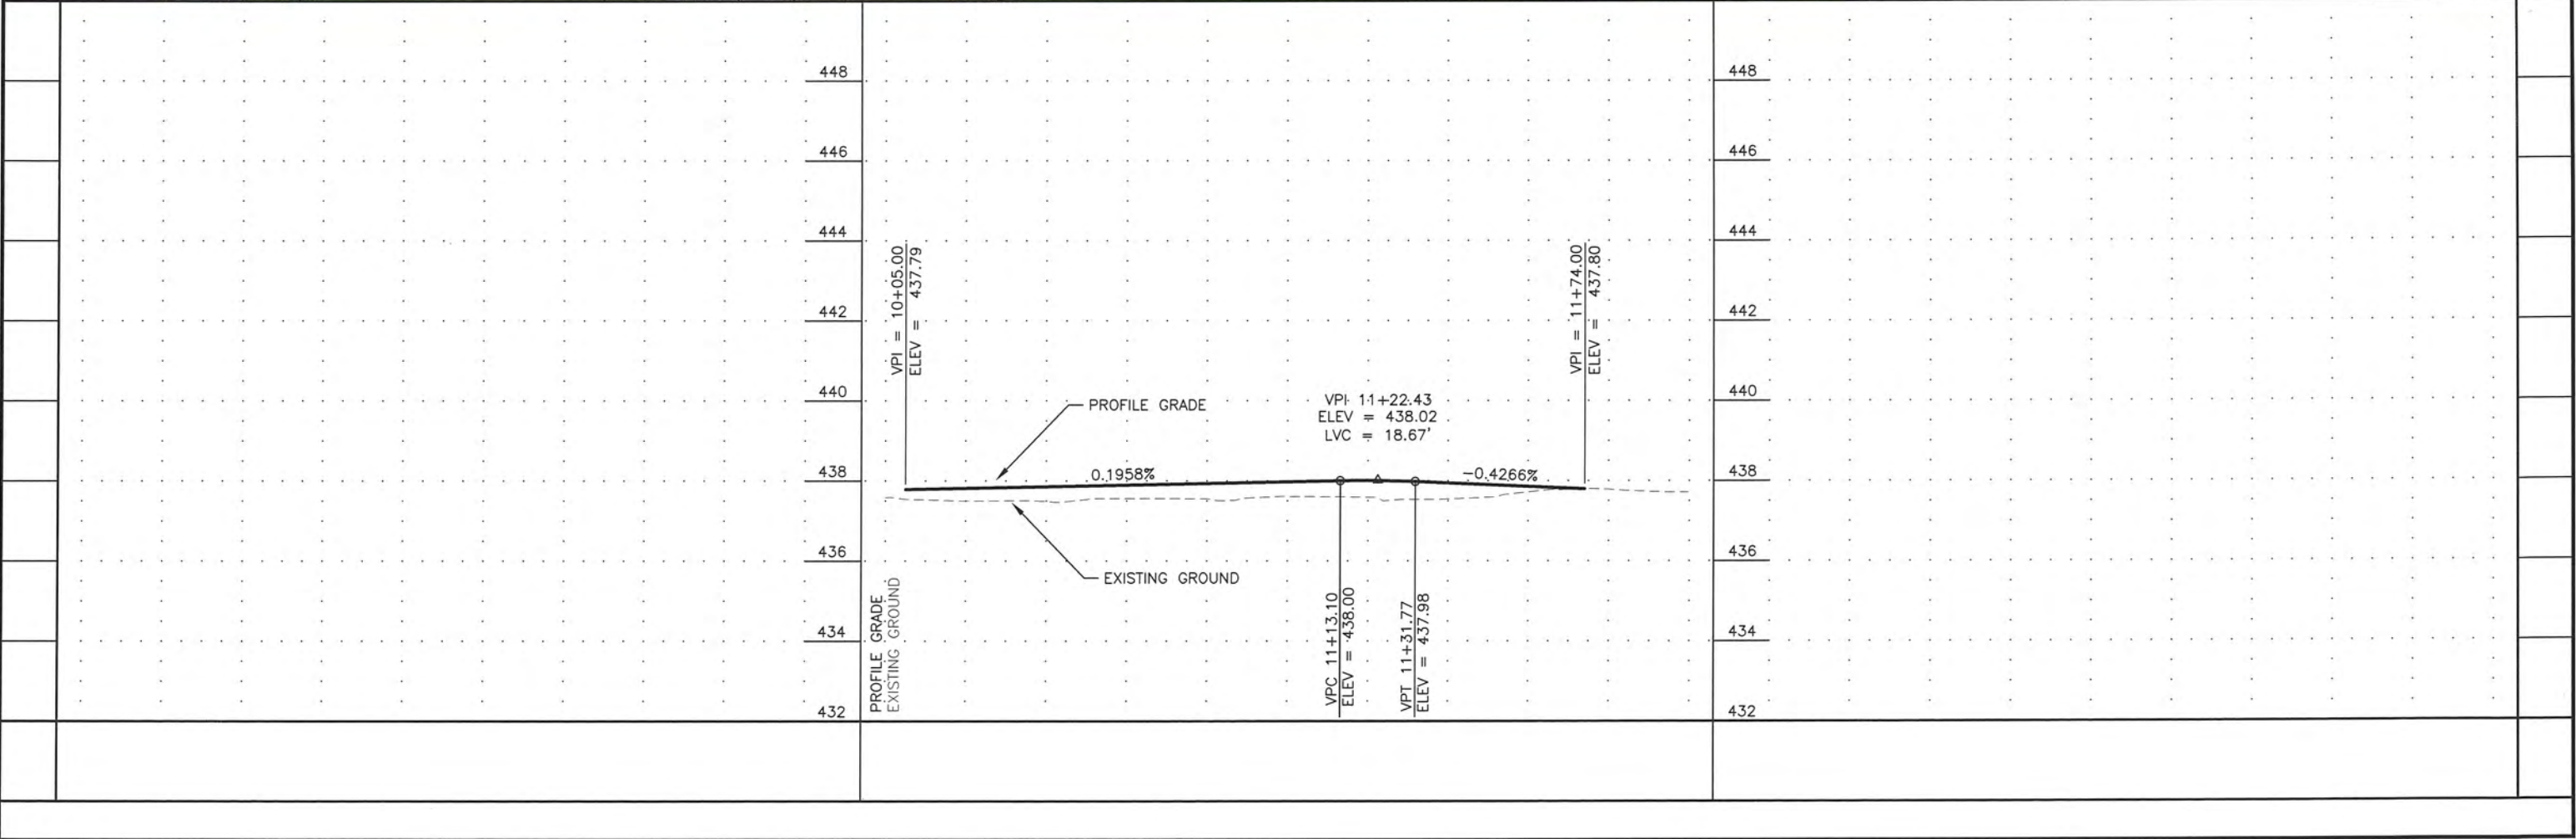 448
446
444
442
440
438
436
434
432
VPI = 10+05.00
ELEV = 437.79
PROFILE GRADE
0.1958%
EXISTING GROUND
VPI 11+22.43
ELEV = 438.02
LVC = 18.67'
-0.4266%
VPI = 11+74.00
ELEV = 437.80
PROFILE GRADE
EXISTING GROUND
VPC 11+13.10
ELEV = 438.00
VPT 11+31.77
ELEV = 437.98
448
446
444
442
440
438
436
434
432